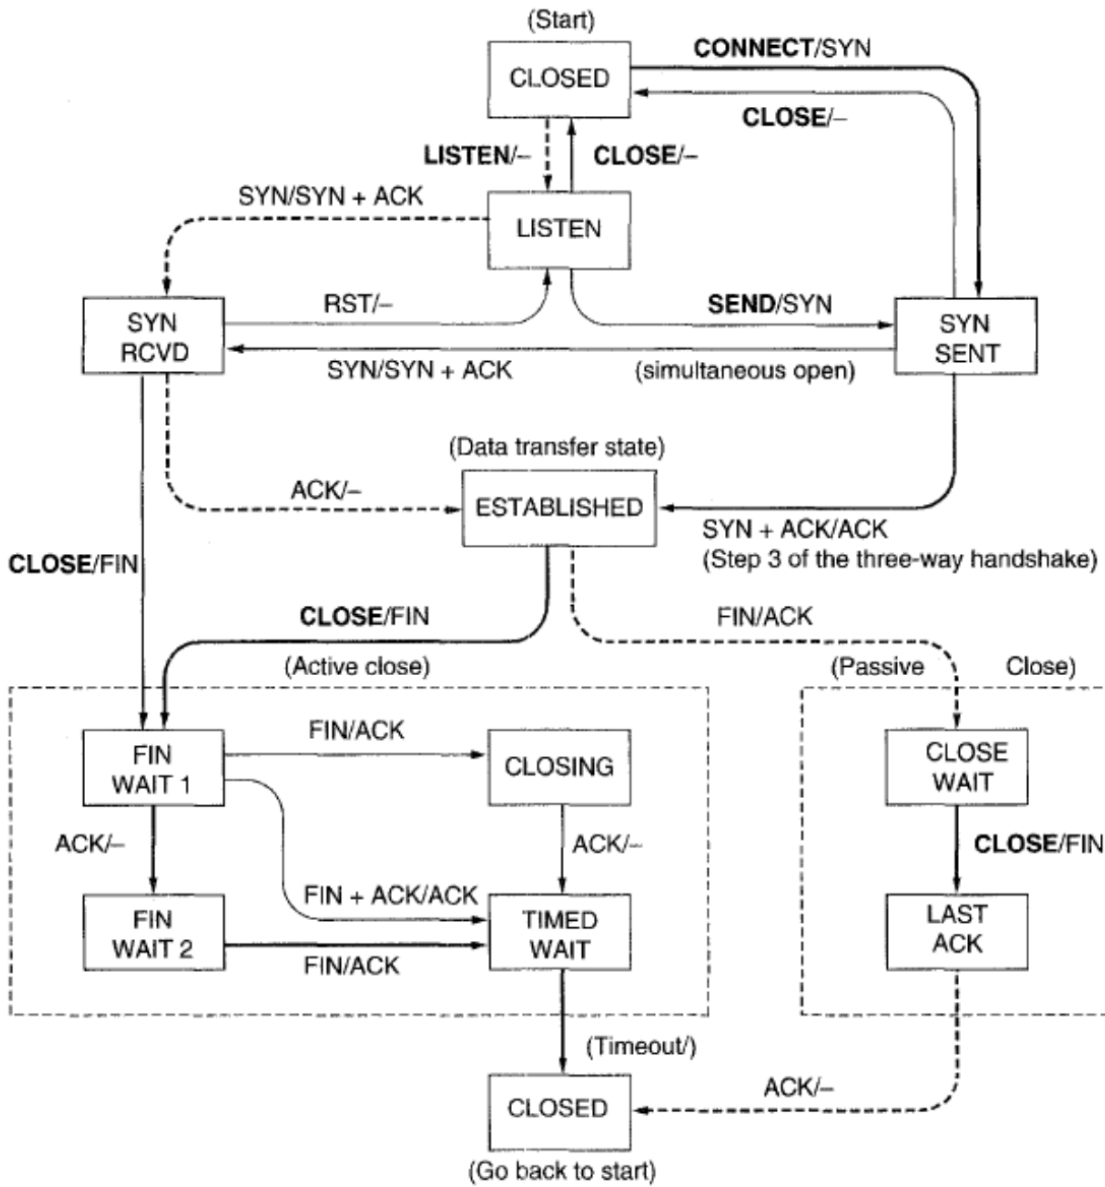 (Start)
CLOSED
CONNECT/SYN
CLOSE/–
LISTEN/–
CLOSE/–
SYN/SYN + ACK
LISTEN
RST/–
SEND/SYN
SYN
RCVD
SYN
SENT
SYN/SYN + ACK
(simultaneous open)
(Data transfer state)
ACK/–
ESTABLISHED
SYN + ACK/ACK
(Step 3 of the three-way handshake)
CLOSE/FIN
CLOSE/FIN
FIN/ACK
(Active close)
(Passive Close)
FIN/ACK
FIN
WAIT 1
CLOSING
CLOSE
WAIT
ACK/–
ACK/–
CLOSE/FIN
FIN + ACK/ACK
FIN
WAIT 2
TIMED
WAIT
LAST
ACK
FIN/ACK
(Timeout/)
ACK/–
CLOSED
(Go back to start)